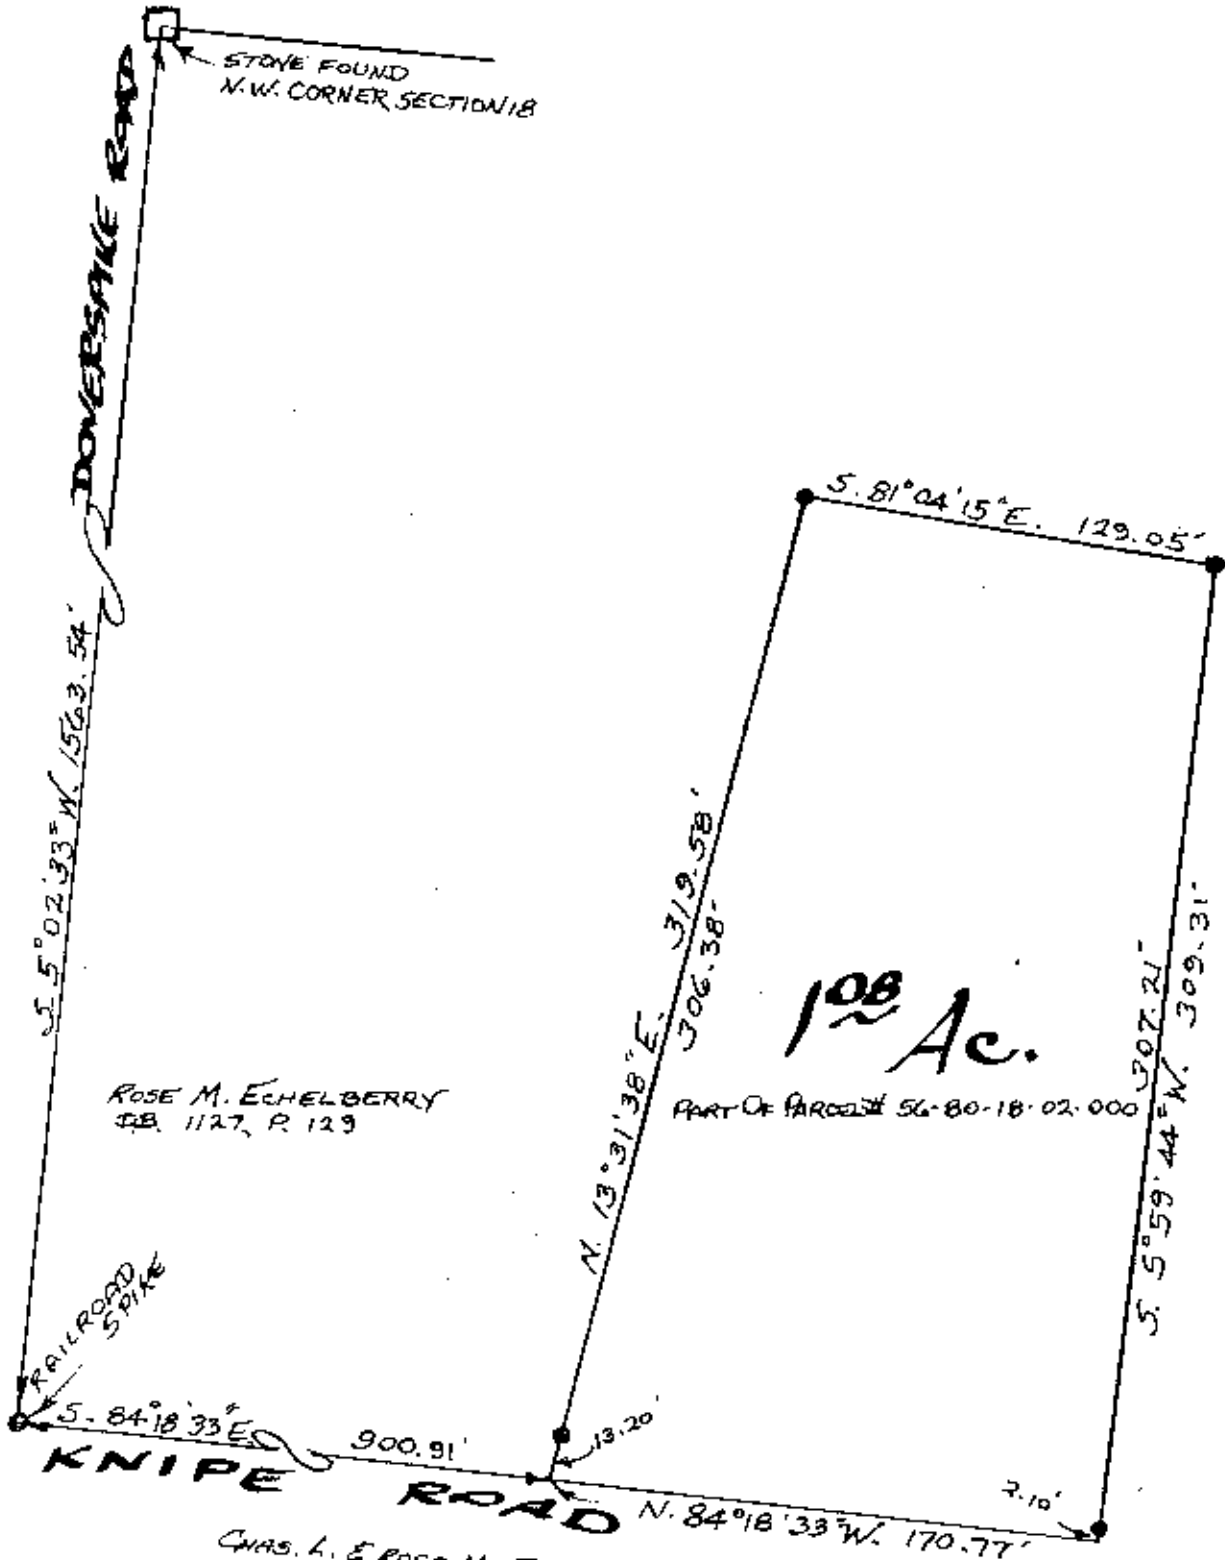 STONE FOUND
N.W. CORNER SECTION 18
ROAD
S. 81°04'15"E. 129.05'
S. 5°02'33"W. 1563.54'
N. 13°31'38"E. 319.58'
306.38'
1.08 Ac.
PART OF PARCEL# 56-80-18-02-000
307.21'
S. 5°59'44"W. 309.31'
ROSE M. ECHELBERRY
D.B. 1127, P. 129
RAILROAD
SPIKE
S. 84°18'33"E. 900.91'
13.20'
KNIPE ROAD
N. 84°18'33"W. 170.77'
2.10'
CHAS. L. & ROSE M.